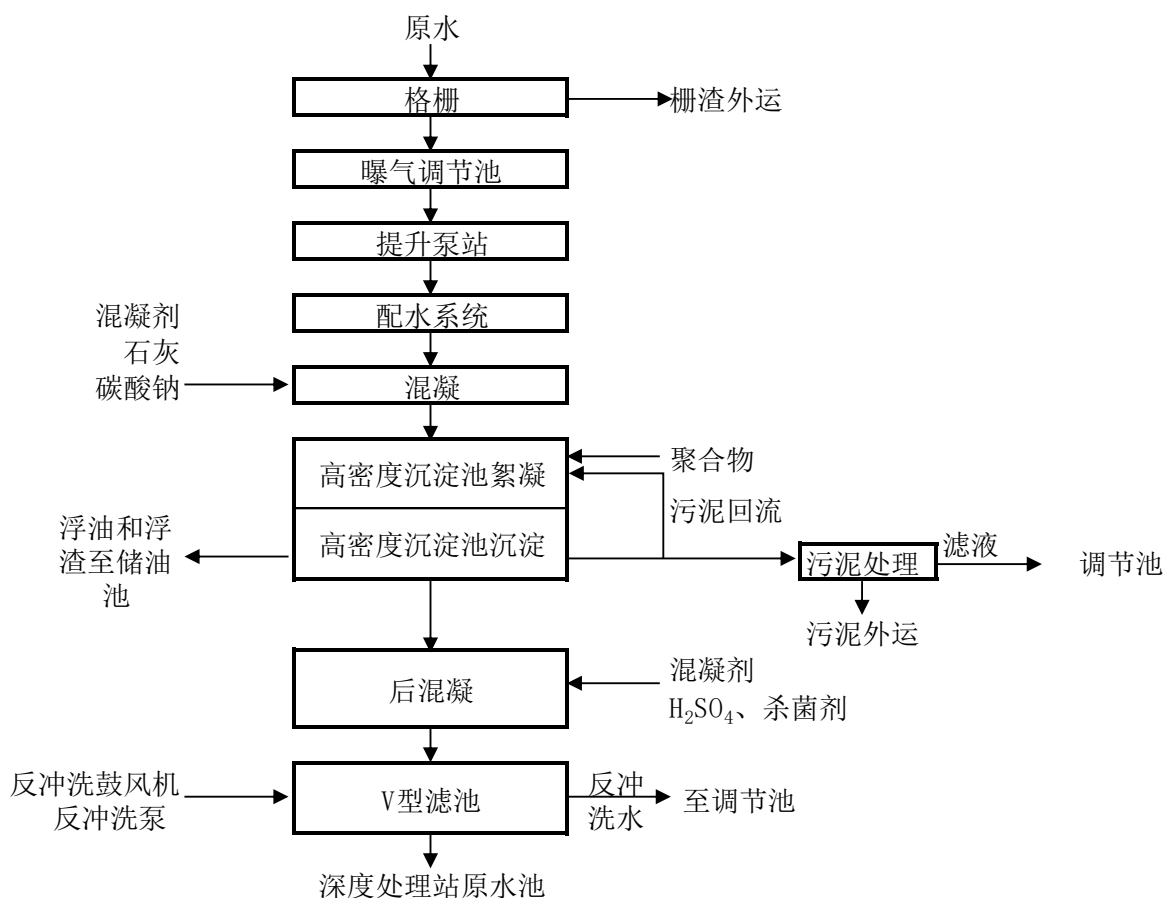 原水
格栅
栅渣外运
曝气调节池
提升泵站
配水系统
混凝剂
石灰
碳酸钠
混凝
高密度沉淀池絮凝
聚合物
污泥回流
高密度沉淀池沉淀
浮油和浮
渣至储油
池
污泥处理
滤液
调节池
污泥外运
后混凝
混凝剂
H₂SO₄、杀菌剂
反冲洗鼓风机
反冲洗泵
V型滤池
反冲
洗水
至调节池
深度处理站原水池